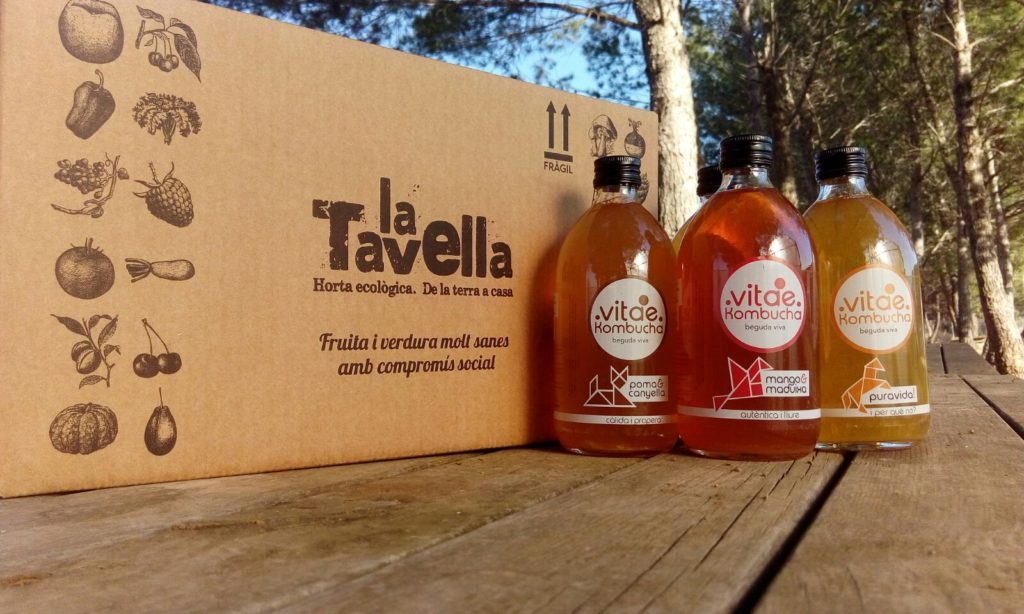 FRÀGIL
la
Tavella
Horta ecològica. De la terra a casa
Fruita i verdura molt sanes
amb compromís social
.vitae.
Kombucha
beguda viva
poma&
canyella
càlida i propera
.vitae.
Kombucha
beguda viva
mango&
maduixa
autèntica i lliure
.vitae.
Kombucha
beguda viva
puravida!
i per què no?